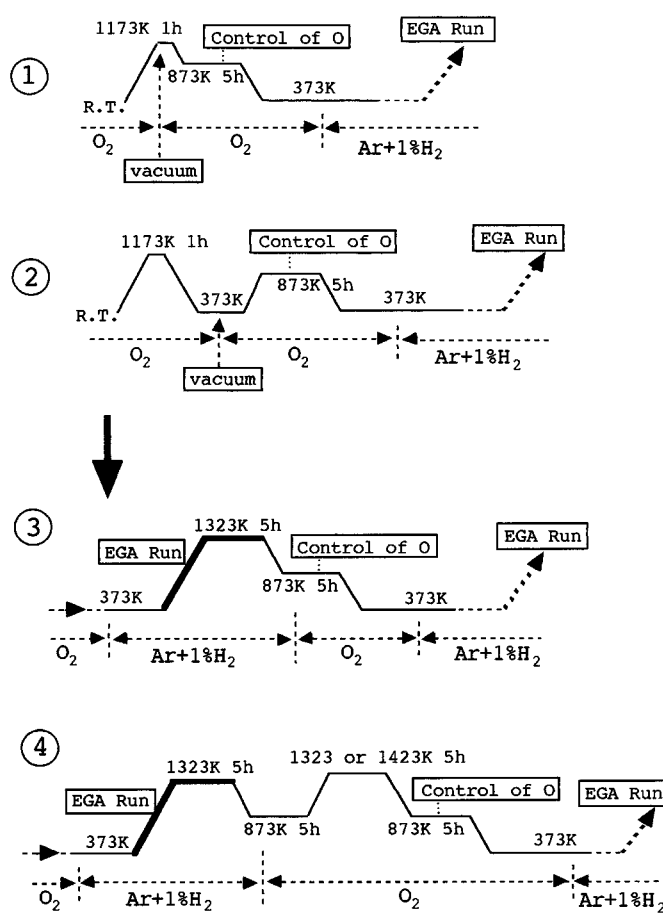 1173K 1h
Control of O
EGA Run
①
873K 5h
373K
R.T.
O₂
O₂
Ar+1%H₂
vacuum
1173K 1h
Control of O
EGA Run
②
373K
873K 5h
373K
R.T.
O₂
O₂
Ar+1%H₂
vacuum
③
1323K 5h
EGA Run
Control of O
EGA Run
373K
873K 5h
373K
O₂
Ar+1%H₂
O₂
Ar+1%H₂
④
1323K 5h
1323 or 1423K 5h
EGA Run
Control of O
EGA Run
373K
873K 5h
873K 5h
373K
O₂
Ar+1%H₂
O₂
Ar+1%H₂